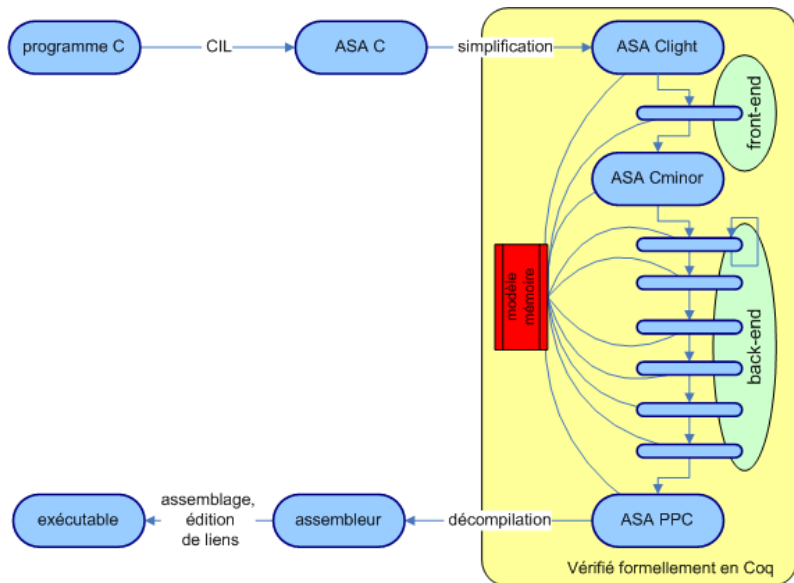 programme C
CIL
ASA C
simplification
ASA Clight
front-end
ASA Cminor
modèle
mémoire
back-end
exécutable
assemblage,
édition
de liens
assembleur
décompilation
ASA PPC
Vérifié formellement en Coq